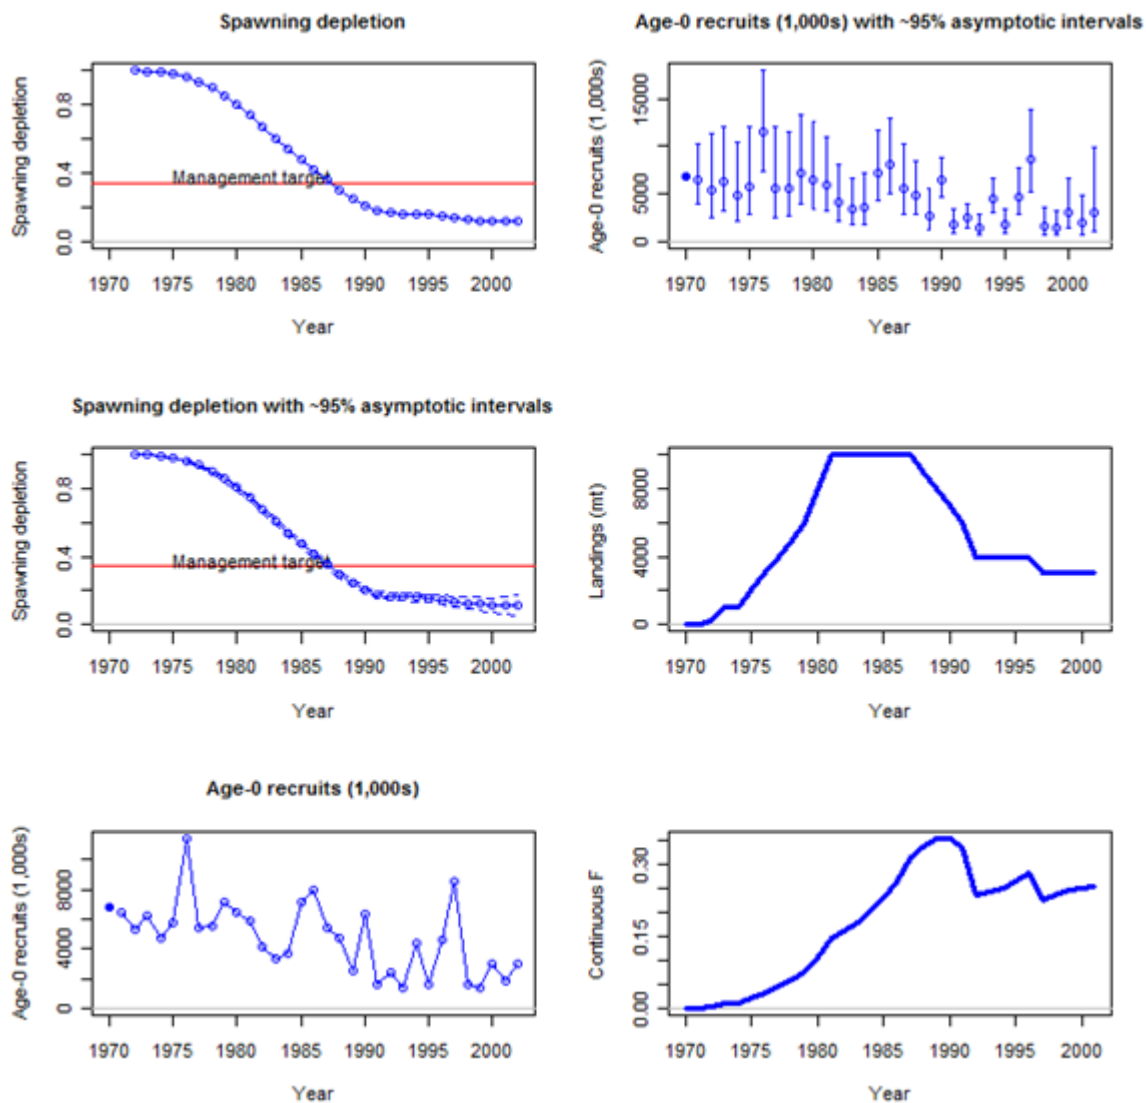 Spawning depletion
Spawning depletion
0.0 0.4 0.8
Management target
1970 1975 1980 1985 1990 1995 2000
Year
Age-0 recruits (1,000s) with ~95% asymptotic intervals
Age-0 recruits (1,000s)
0 5000 15000
1970 1975 1980 1985 1990 1995 2000
Year
Spawning depletion with ~95% asymptotic intervals
Spawning depletion
0.0 0.4 0.8
Management target
1970 1975 1980 1985 1990 1995 2000
Year
Landings (mt)
0 4000 8000
1970 1975 1980 1985 1990 1995 2000
Year
Age-0 recruits (1,000s)
Age-0 recruits (1,000s)
0 4000 8000
1970 1975 1980 1985 1990 1995 2000
Year
Continuous F
0.00 0.15 0.30
1970 1975 1980 1985 1990 1995 2000
Year